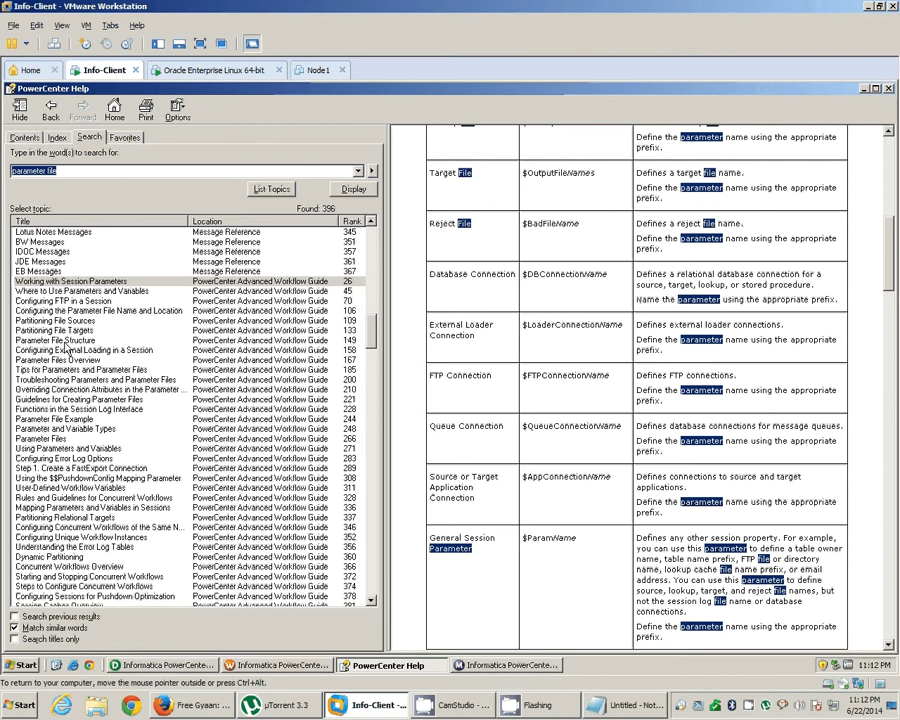 Info-Client - VMware Workstation
File Edit View VM Tabs Help
Home Info-Client Oracle Enterprise Linux 64-bit Node1
PowerCenter Help
Hide Back Forward Home Print Options
Contents Index Search Favorites
Type in the word(s) to search for:
parameter file
List Topics Display
Select topic: Found: 396
Title Location Rank
Lotus Notes Messages Message Reference 345
BW Messages Message Reference 351
IDOC Messages Message Reference 357
JDE Messages Message Reference 361
EB Messages Message Reference 367
Working with Session Parameters PowerCenter Advanced Workflow Guide 26
Where to Use Parameters and Variables PowerCenter Advanced Workflow Guide 45
Configuring FTP in a Session PowerCenter Advanced Workflow Guide 70
Configuring the Parameter File Name and Location PowerCenter Advanced Workflow Guide 106
Partitioning File Sources PowerCenter Advanced Workflow Guide 109
Partitioning File Targets PowerCenter Advanced Workflow Guide 133
Parameter File Structure PowerCenter Advanced Workflow Guide 149
Configuring External Loading in a Session PowerCenter Advanced Workflow Guide 158
Parameter Files Overview PowerCenter Advanced Workflow Guide 167
Tips for Parameters and Parameter Files PowerCenter Advanced Workflow Guide 185
Troubleshooting Parameters and Parameter Files PowerCenter Advanced Workflow Guide 200
Overriding Connection Attributes in the Parameter ... PowerCenter Advanced Workflow Guide 210
Guidelines for Creating Parameter Files PowerCenter Advanced Workflow Guide 221
Functions in the Session Log Interface PowerCenter Advanced Workflow Guide 228
Parameter File Example PowerCenter Advanced Workflow Guide 244
Parameter and Variable Types PowerCenter Advanced Workflow Guide 248
Parameter Files PowerCenter Advanced Workflow Guide 266
Using Parameters and Variables PowerCenter Advanced Workflow Guide 271
Configuring Error Log Options PowerCenter Advanced Workflow Guide 283
Step 1. Create a FastExport Connection PowerCenter Advanced Workflow Guide 289
Using the $$PushdownConfig Mapping Parameter PowerCenter Advanced Workflow Guide 308
User-Defined Workflow Variables PowerCenter Advanced Workflow Guide 311
Rules and Guidelines for Concurrent Workflows PowerCenter Advanced Workflow Guide 328
Mapping Parameters and Variables in Sessions PowerCenter Advanced Workflow Guide 336
Partitioning Relational Targets PowerCenter Advanced Workflow Guide 337
Configuring Concurrent Workflows of the Same N... PowerCenter Advanced Workflow Guide 346
Configuring Unique Workflow Instances PowerCenter Advanced Workflow Guide 352
Understanding the Error Log Tables PowerCenter Advanced Workflow Guide 356
Dynamic Partitioning PowerCenter Advanced Workflow Guide 360
Concurrent Workflows Overview PowerCenter Advanced Workflow Guide 366
Starting and Stopping Concurrent Workflows PowerCenter Advanced Workflow Guide 372
Steps to Configure Concurrent Workflows PowerCenter Advanced Workflow Guide 374
Configuring Sessions for Pushdown Optimization PowerCenter Advanced Workflow Guide 378
Session Caches Overview PowerCenter Advanced Workflow Guide 381
Search previous results
Match similar words
Search titles only
Define the parameter name using the appropriate
prefix.
Target File $OutputFileNames Defines a target file name.
Define the parameter name using the appropriate
prefix.
Reject File $BadFileName Defines a reject file name.
Define the parameter name using the appropriate
prefix.
Database Connection $DBConnectionName Defines a relational database connection for a
source, target, lookup, or stored procedure.
Name the parameter using the appropriate prefix.
External Loader
Connection
$LoaderConnectionName Defines external loader connections.
Define the parameter name using the appropriate
prefix.
FTP Connection $FTPConnectionName Defines FTP connections.
Define the parameter name using the appropriate
prefix.
Queue Connection $QueueConnectionName Defines database connections for message queues.
Define the parameter name using the appropriate
prefix.
Source or Target
Application
Connection
$AppConnectionName Defines connections to source and target
applications.
Define the parameter name using the appropriate
prefix.
General Session
Parameter
$ParamName Defines any other session property. For example,
you can use this parameter to define a table owner
name, table name prefix, FTP file or directory
name, lookup cache file name prefix, or email
address. You can use this parameter to define
source, lookup, target, and reject file names, but
not the session log file name or database
connections.
Define the parameter name using the appropriate
prefix.
Start Informatica PowerCente... Informatica PowerCente... PowerCenter Help Informatica PowerCente... 11:12 PM
To return to your computer, move the mouse pointer outside or press Ctrl+Alt.
Start Free Gyaan:... µTorrent 3.3 Info-Client -... CamStudio -... Flashing Untitled - Not... 11:12 PM
6/22/2014